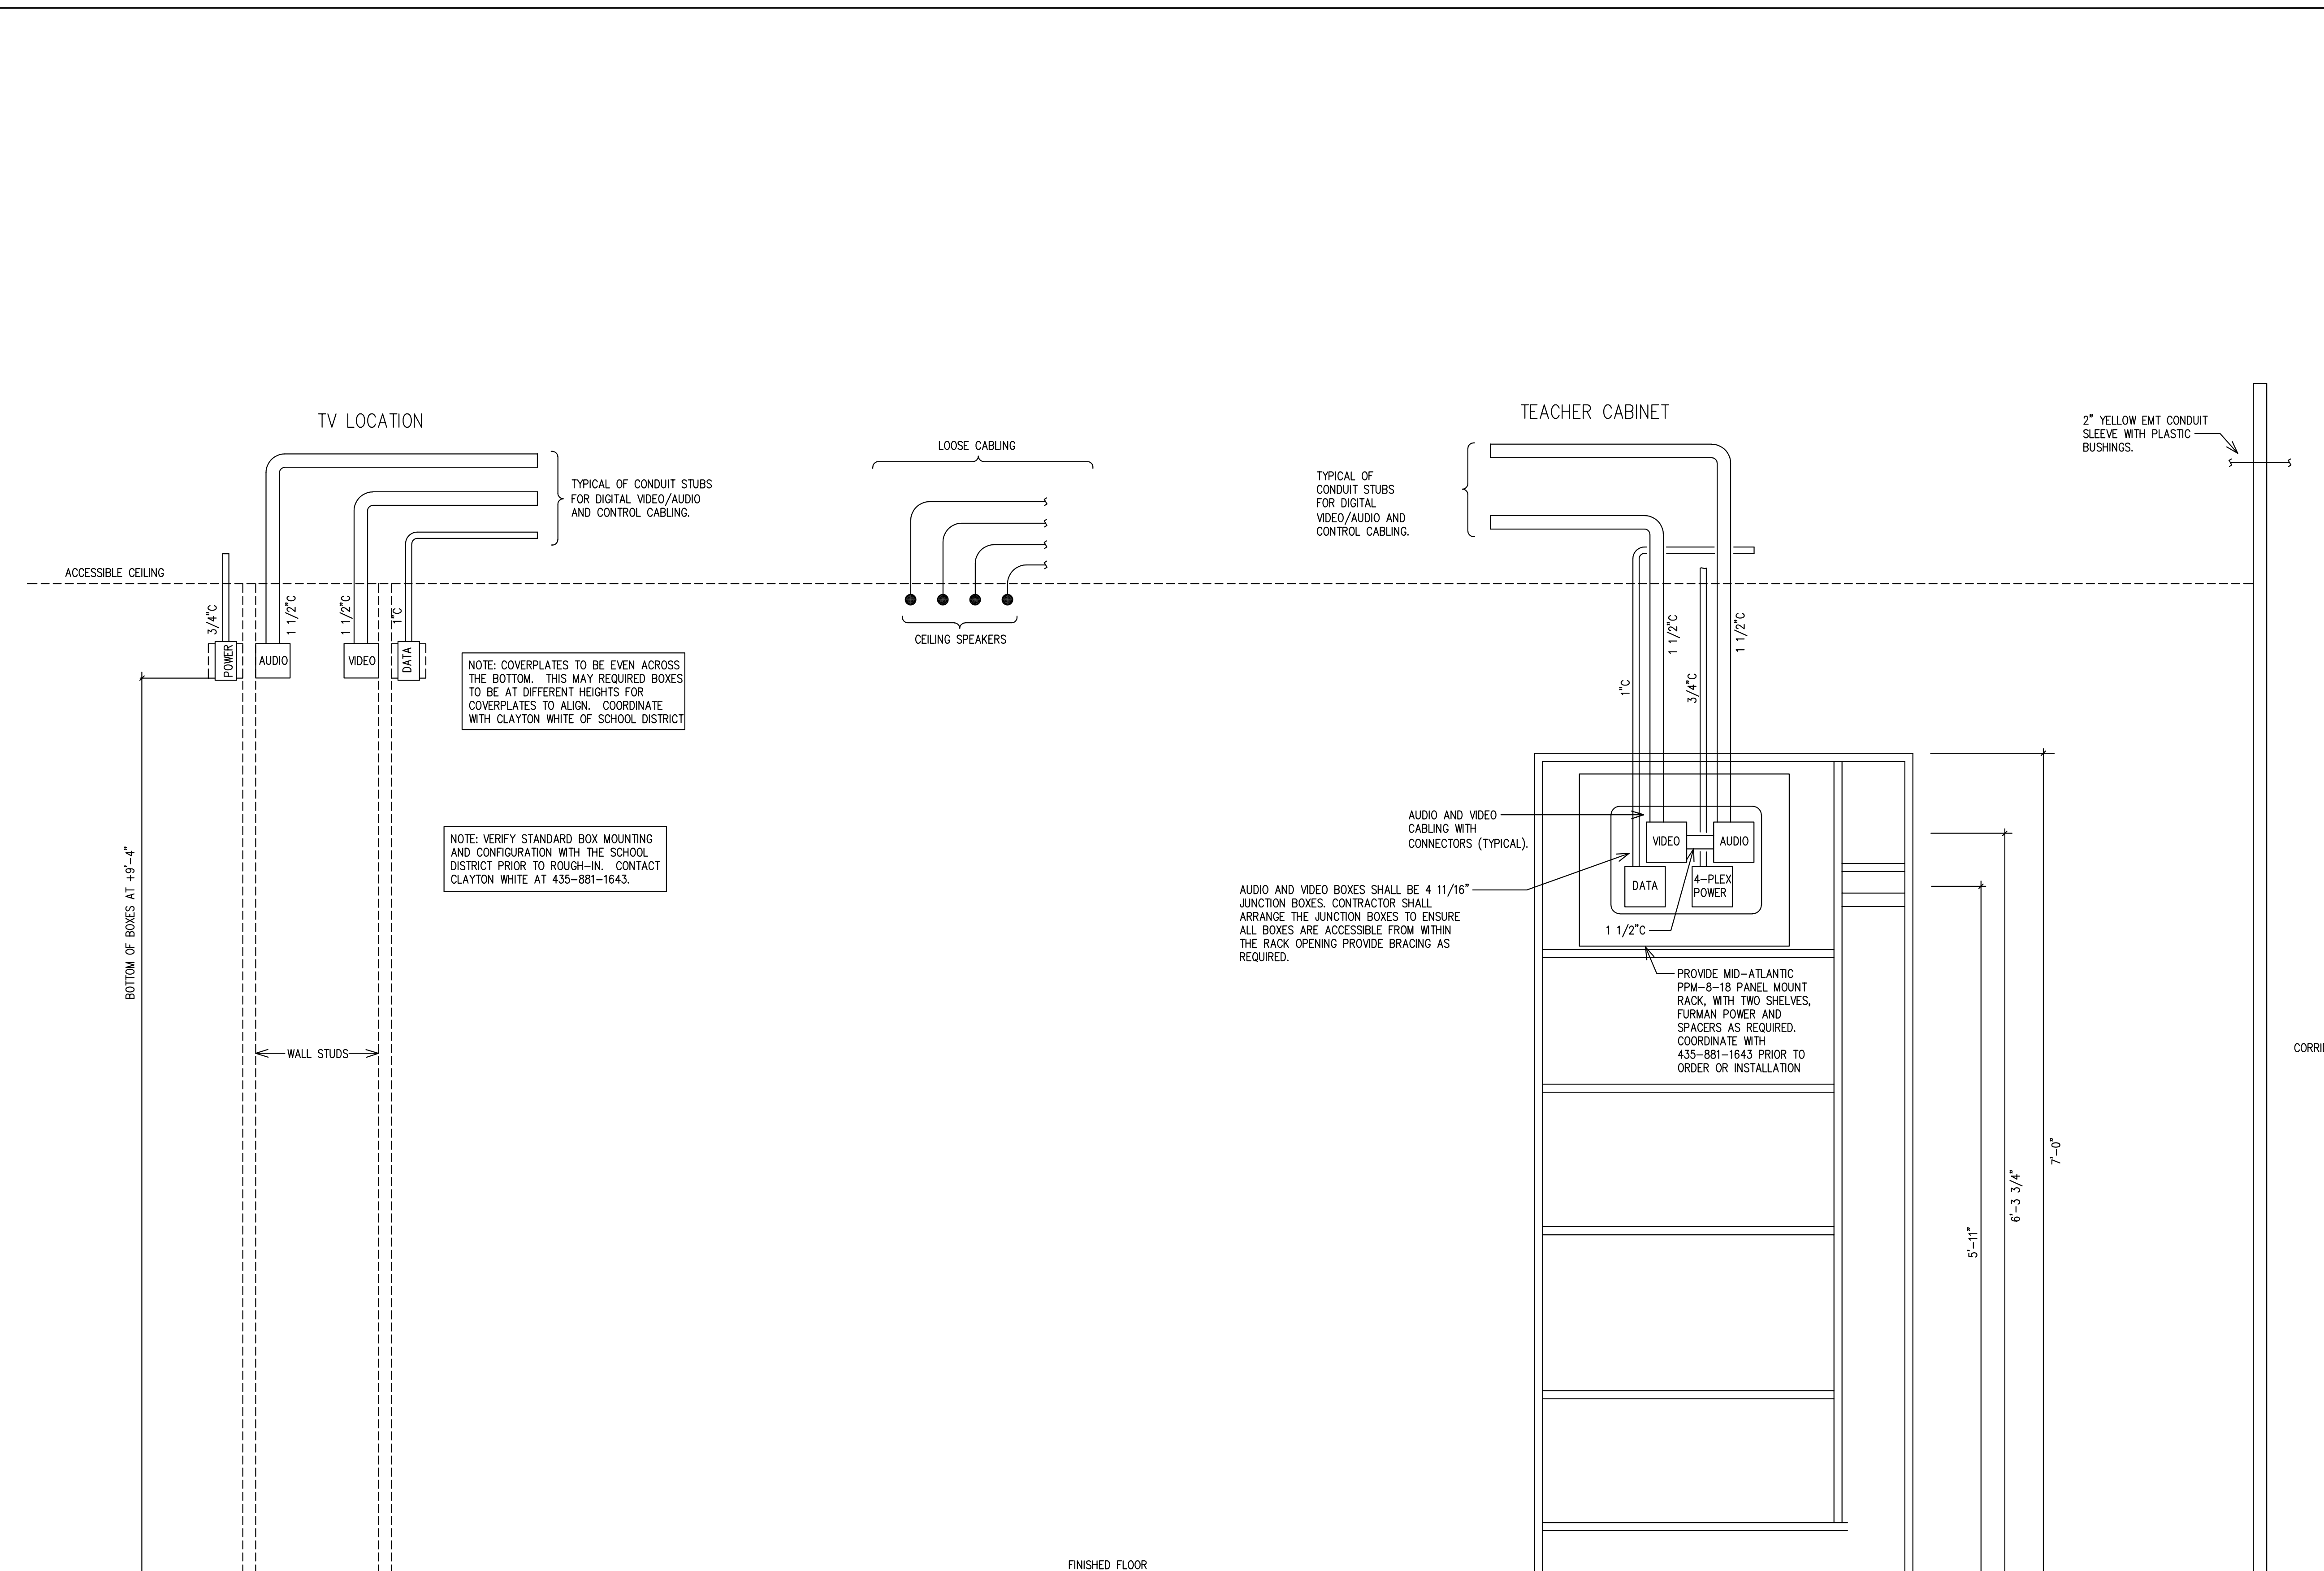 TV LOCATION
TYPICAL OF CONDUIT STUBS
FOR DIGITAL VIDEO/AUDIO
AND CONTROL CABLING.
ACCESSIBLE CEILING
3/4"C
1 1/2"C
1 1/2"C
1"C
POWER
AUDIO
VIDEO
DATA
NOTE: COVERPLATES TO BE EVEN ACROSS
THE BOTTOM. THIS MAY REQUIRED BOXES
TO BE AT DIFFERENT HEIGHTS FOR
COVERPLATES TO ALIGN. COORDINATE
WITH CLAYTON WHITE OF SCHOOL DISTRICT
NOTE: VERIFY STANDARD BOX MOUNTING
AND CONFIGURATION WITH THE SCHOOL
DISTRICT PRIOR TO ROUGH-IN. CONTACT
CLAYTON WHITE AT 435-881-1643.
BOTTOM OF BOXES AT +9'-4"
WALL STUDS
LOOSE CABLING
CEILING SPEAKERS
TEACHER CABINET
TYPICAL OF
CONDUIT STUBS
FOR DIGITAL
VIDEO/AUDIO AND
CONTROL CABLING.
1"C
1 1/2"C
3/4"C
1 1/2"C
AUDIO AND VIDEO
CABLING WITH
CONNECTORS (TYPICAL).
VIDEO
AUDIO
DATA
4-PLEX
POWER
1 1/2"C
AUDIO AND VIDEO BOXES SHALL BE 4 11/16"
JUNCTION BOXES. CONTRACTOR SHALL
ARRANGE THE JUNCTION BOXES TO ENSURE
ALL BOXES ARE ACCESSIBLE FROM WITHIN
THE RACK OPENING PROVIDE BRACING AS
REQUIRED.
PROVIDE MID-ATLANTIC
PPM-8-18 PANEL MOUNT
RACK, WITH TWO SHELVES,
FURMAN POWER AND
SPACERS AS REQUIRED.
COORDINATE WITH
435-881-1643 PRIOR TO
ORDER OR INSTALLATION
5'-11"
6'-3 3/4"
7'-0"
2" YELLOW EMT CONDUIT
SLEEVE WITH PLASTIC
BUSHINGS.
FINISHED FLOOR